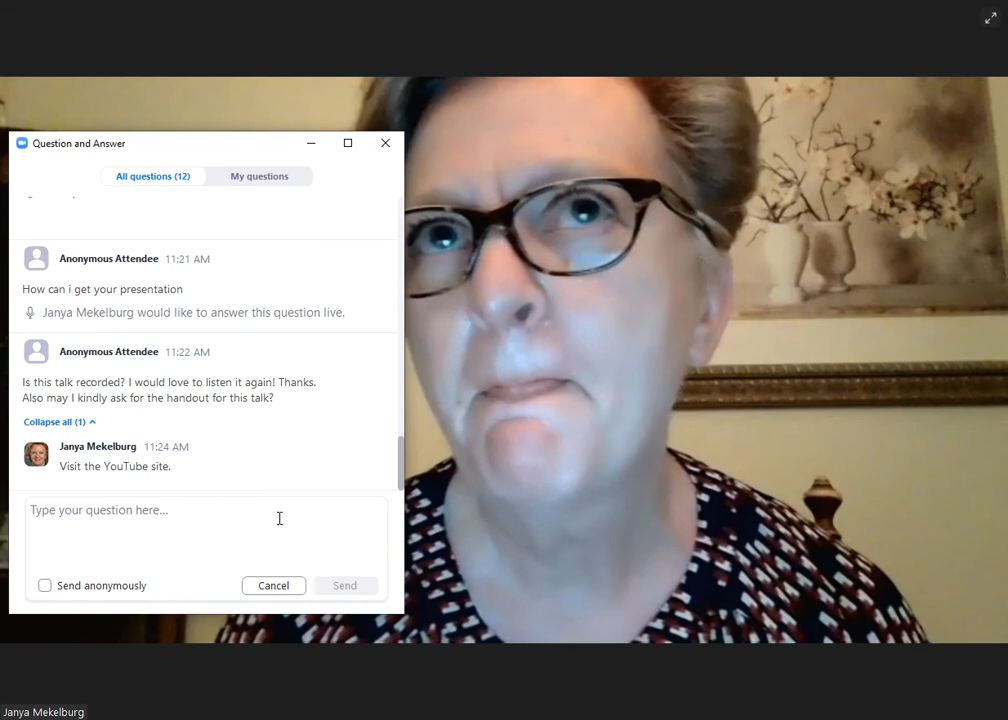 Question and Answer
All questions (12)
My questions
Anonymous Attendee 11:21 AM
How can i get your presentation
Janya Mekelburg would like to answer this question live.
Anonymous Attendee 11:22 AM
Is this talk recorded? I would love to listen it again! Thanks.
Also may I kindly ask for the handout for this talk?
Collapse all (1)
Janya Mekelburg 11:24 AM
Visit the YouTube site.
Type your question here...
Send anonymously
Cancel
Send
Janya Mekelburg